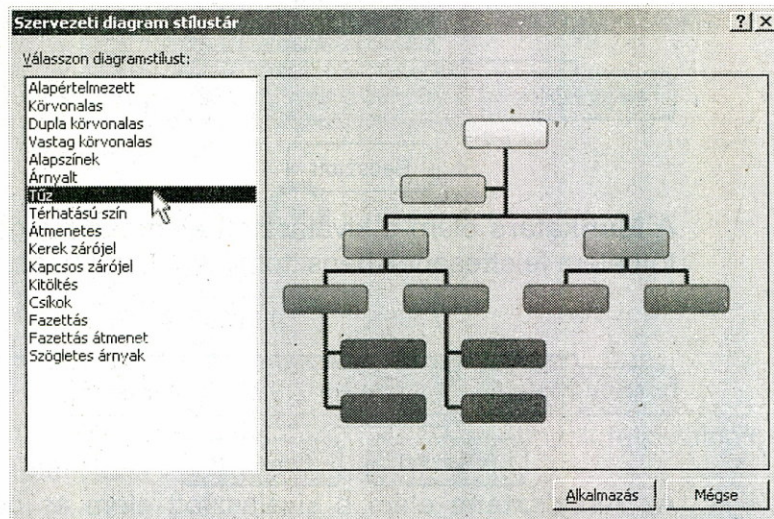 Szervezeti diagram stílustár
? ×
Válasszon diagramstílust:
Alapértelmezett
Körvonalas
Dupla körvonalas
Vastag körvonalas
Alapszínek
Árnyalt
Tűz
Térhatású szín
Átmenetes
Kerek zárójel
Kapcsos zárójel
Kitöltés
Csíkok
Fazettás
Fazettás átmenet
Szögletes árnyak
Alkalmazás
Mégse